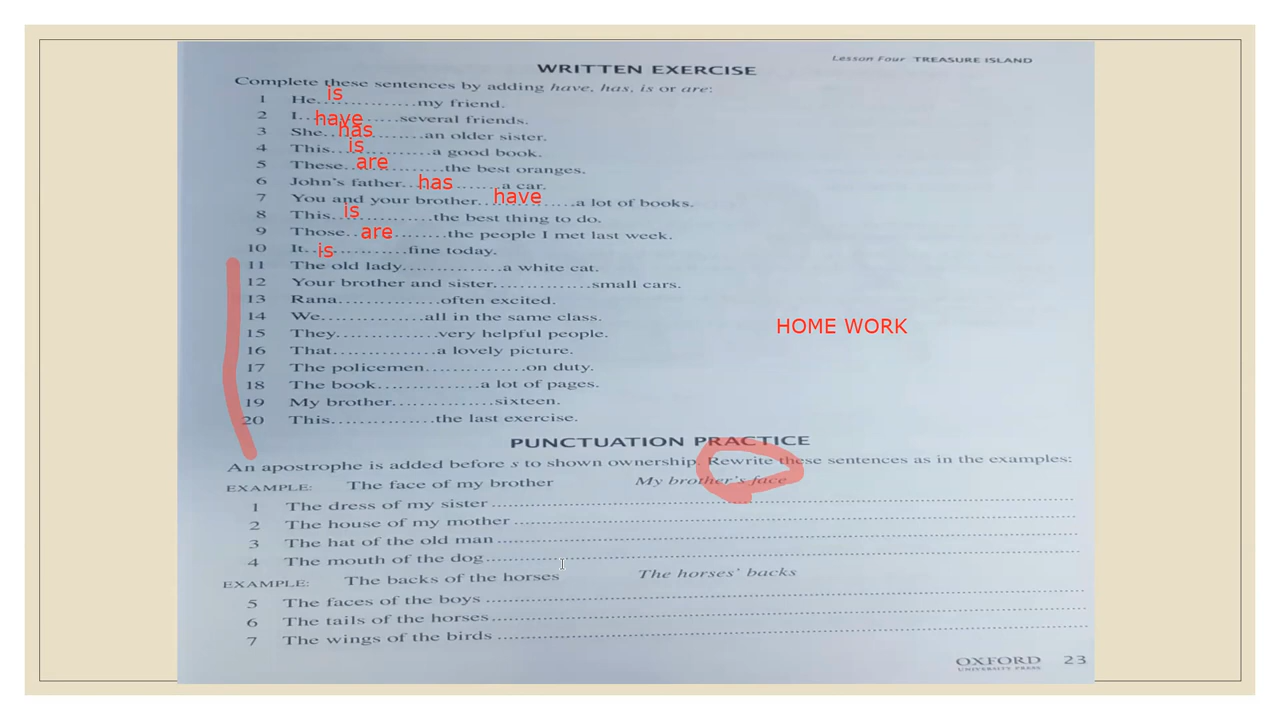 Lesson Four TREASURE ISLAND
WRITTEN EXERCISE
Complete these sentences by adding have, has, is or are:
1 He..is............my friend.
2 I..have.....several friends.
3 She..has........an older sister.
4 This..is..........a good book.
5 These..are.........the best oranges.
6 John's father..has.......a car.
7 You and your brother..have........a lot of books.
8 This..is...........the best thing to do.
9 Those..are........the people I met last week.
10 It..is..........fine today.
11 The old lady..............a white cat.
12 Your brother and sister..............small cars.
13 Rana..............often excited.
14 We..............all in the same class.
15 They..............very helpful people.
HOME WORK
16 That..............a lovely picture.
17 The policemen..............on duty.
18 The book..............a lot of pages.
19 My brother..............sixteen.
20 This..............the last exercise.
PUNCTUATION PRACTICE
An apostrophe is added before s to shown ownership. Rewrite these sentences as in the examples:
EXAMPLE: The face of my brother My brother's face
1 The dress of my sister
2 The house of my mother
3 The hat of the old man
4 The mouth of the dog
EXAMPLE: The backs of the horses The horses' backs
5 The faces of the boys
6 The tails of the horses
7 The wings of the birds
OXFORD 23
UNIVERSITY PRESS